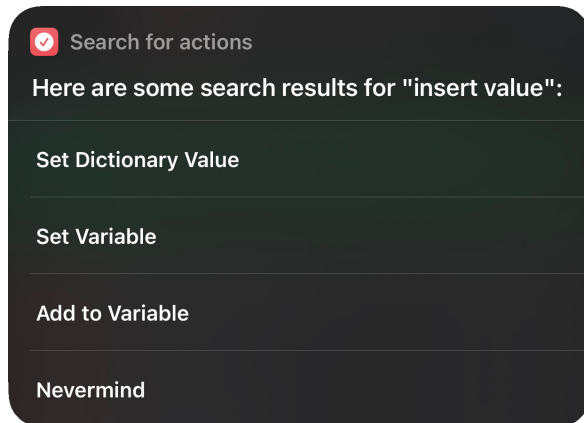 Search for actions
Here are some search results for "insert value":
Set Dictionary Value
Set Variable
Add to Variable
Nevermind